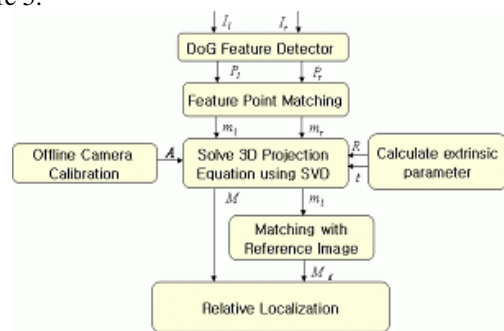 I_l I_r
DoG Feature Detector
P_l P_r
Feature Point Matching
m_l m_r
Offline Camera
Calibration
A
Solve 3D Projection
Equation using SVD
R
t
Calculate extrinsic
parameter
M m_l
Matching with
Reference Image
M_d
Relative Localization